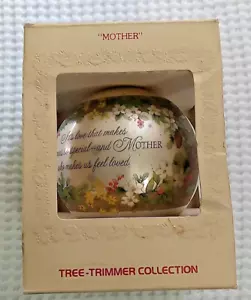 "MOTHER"
love that makes
special—and MOTHER
makes us feel loved.
TREE-TRIMMER COLLECTION